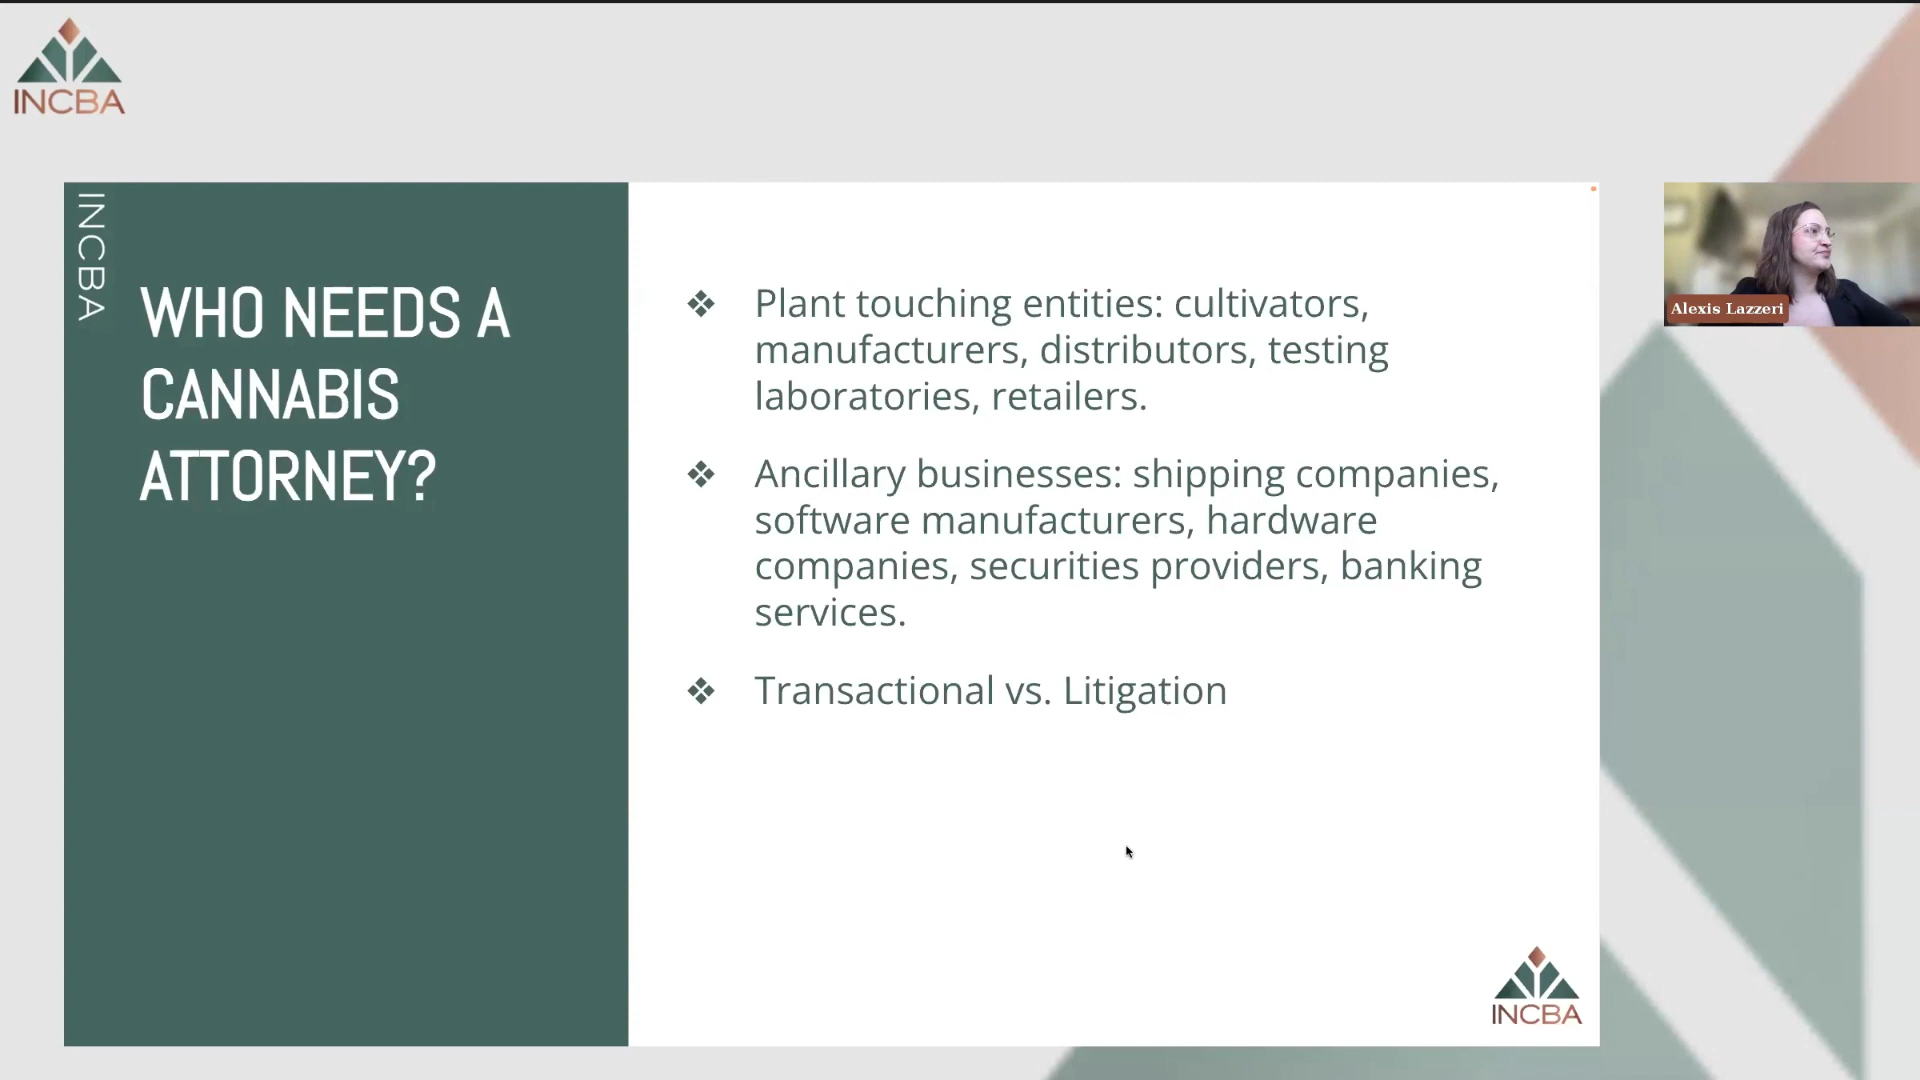 INCBA
INCBA
WHO NEEDS A
CANNABIS
ATTORNEY?
❖ Plant touching entities: cultivators,
manufacturers, distributors, testing
laboratories, retailers.
❖ Ancillary businesses: shipping companies,
software manufacturers, hardware
companies, securities providers, banking
services.
❖ Transactional vs. Litigation
INCBA
Alexis Lazzeri